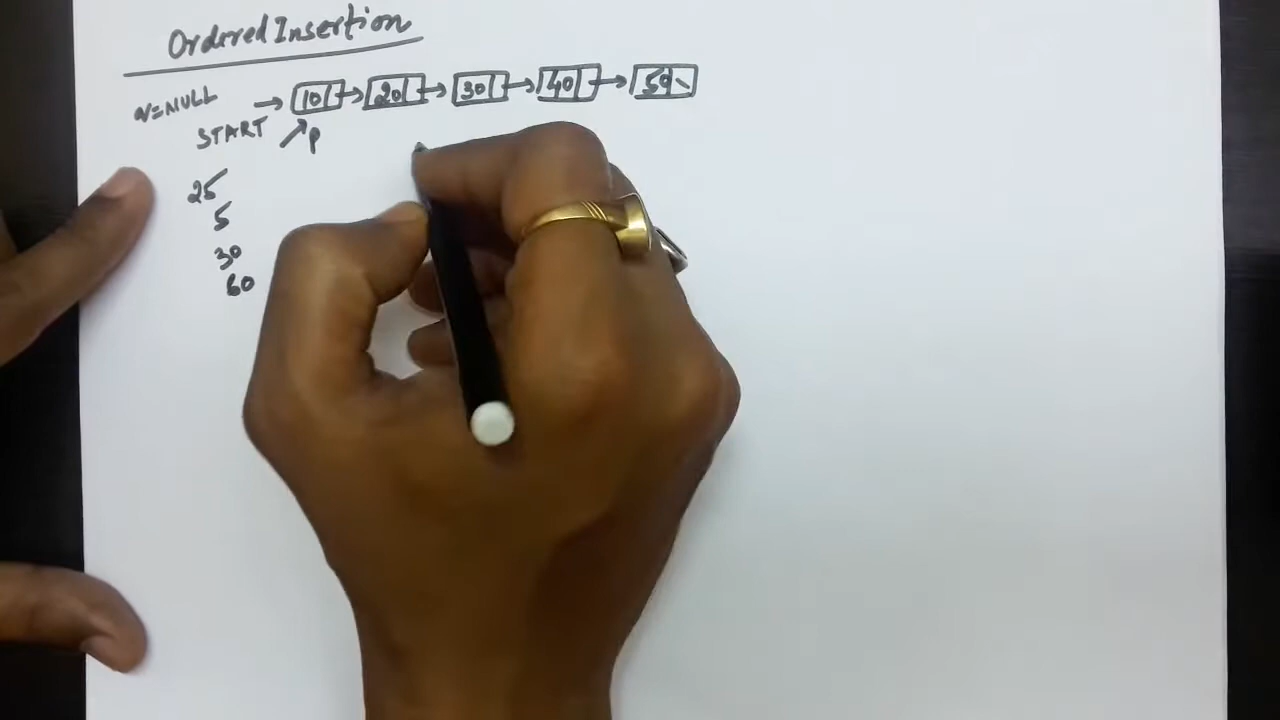 Ordered Insertion
q=NULL
START → 10 → 20 → 30 → 40 → 50
P
25
5
30
60